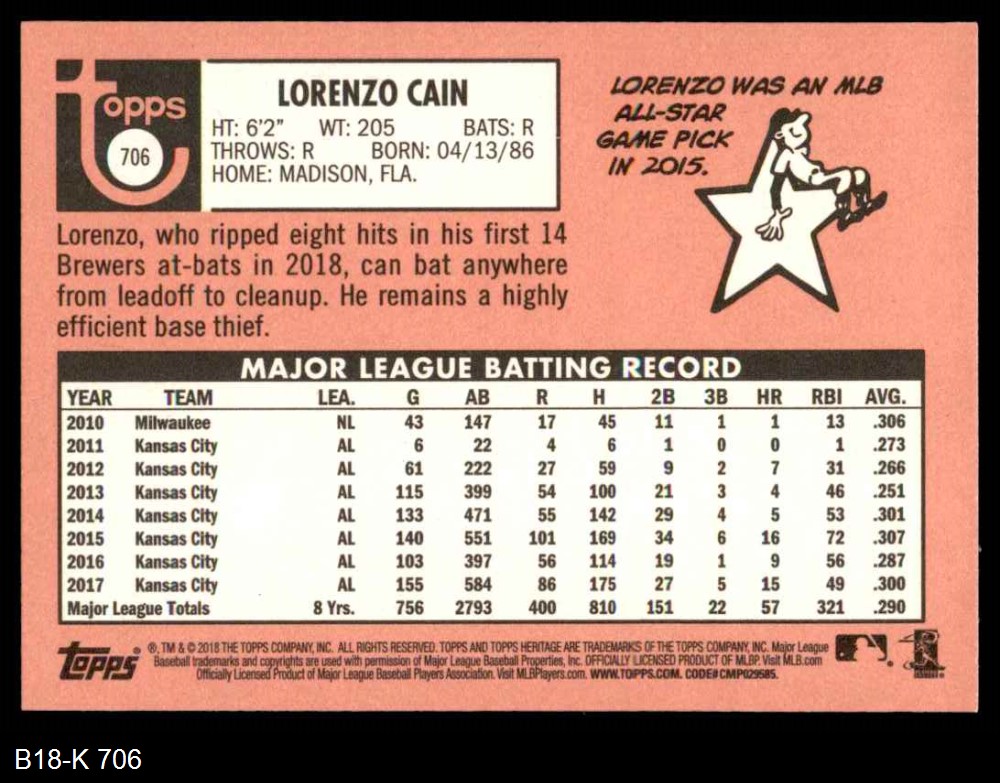 topps
706
LORENZO CAIN
HT: 6'2" WT: 205 BATS: R
THROWS: R BORN: 04/13/86
HOME: MADISON, FLA.
LORENZO WAS AN MLB
ALL-STAR
GAME PICK
IN 2015.
Lorenzo, who ripped eight hits in his first 14
Brewers at-bats in 2018, can bat anywhere
from leadoff to cleanup. He remains a highly
efficient base thief.
MAJOR LEAGUE BATTING RECORD
YEAR TEAM LEA. G AB R H 2B 3B HR RBI AVG.
2010 Milwaukee NL 43 147 17 45 11 1 1 13 .306
2011 Kansas City AL 6 22 4 6 1 0 0 1 .273
2012 Kansas City AL 61 222 27 59 9 2 7 31 .266
2013 Kansas City AL 115 399 54 100 21 3 4 46 .251
2014 Kansas City AL 133 471 55 142 29 4 5 53 .301
2015 Kansas City AL 140 551 101 169 34 6 16 72 .307
2016 Kansas City AL 103 397 56 114 19 1 9 56 .287
2017 Kansas City AL 155 584 86 175 27 5 15 49 .300
Major League Totals 8 Yrs. 756 2793 400 810 151 22 57 321 .290
topps
®, TM & © 2018 THE TOPPS COMPANY, INC. ALL RIGHTS RESERVED. TOPPS AND TOPPS HERITAGE ARE TRADEMARKS OF THE TOPPS COMPANY, INC. Major League
Baseball trademarks and copyrights are used with permission of Major League Baseball Properties, Inc. OFFICIALLY LICENSED PRODUCT OF MLBP. Visit MLB.com
Officially Licensed Product of Major League Baseball Players Association. Visit MLBPlayers.com. WWW.TOPPS.COM. CODE#CMP029585.
B18-K 706